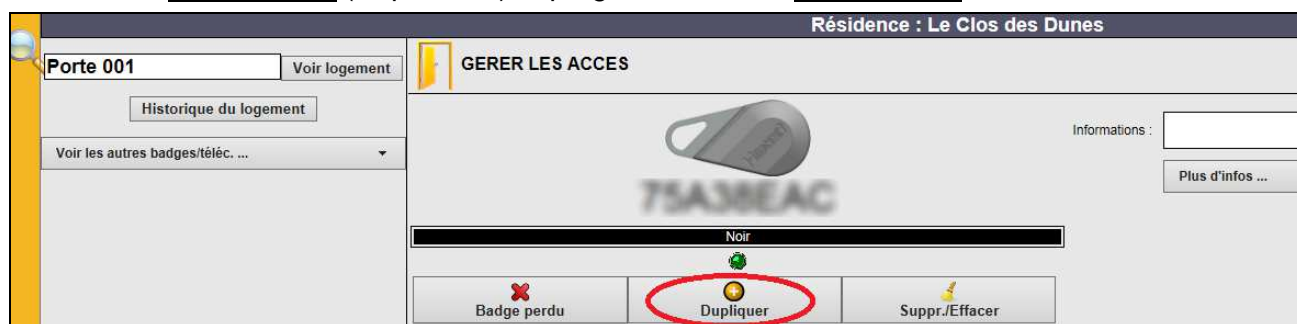 Résidence : Le Clos des Dunes
Porte 001
Voir logement
GERER LES ACCES
Historique du logement
Voir les autres badges/téléc. ...
Informations :
Plus d'infos ...
Noir
Badge perdu
Dupliquer
Suppr./Effacer